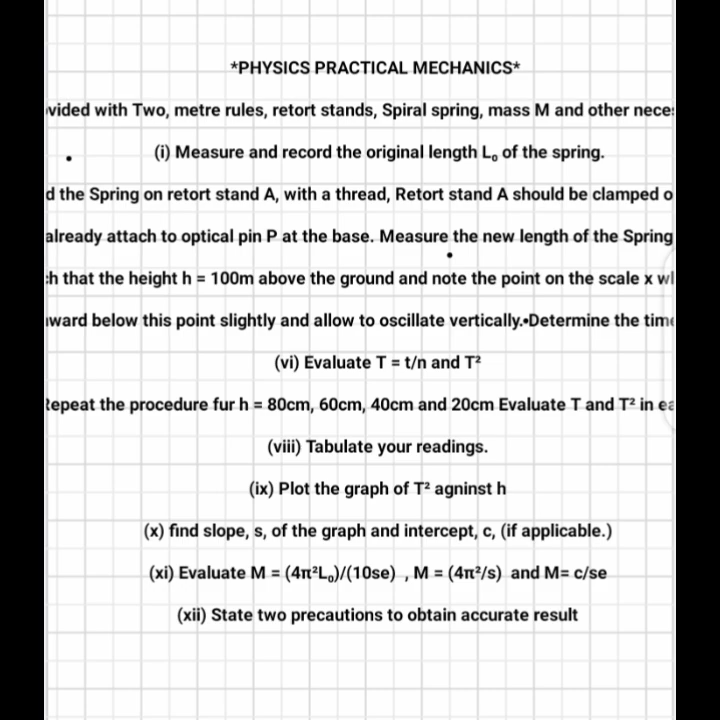 *PHYSICS PRACTICAL MECHANICS*
vided with Two, metre rules, retort stands, Spiral spring, mass M and other neces
(i) Measure and record the original length L₀ of the spring.
d the Spring on retort stand A, with a thread, Retort stand A should be clamped o
already attach to optical pin P at the base. Measure the new length of the Spring
h that the height h = 100m above the ground and note the point on the scale x wh
ward below this point slightly and allow to oscillate vertically.•Determine the time
(vi) Evaluate T = t/n and T²
Repeat the procedure fur h = 80cm, 60cm, 40cm and 20cm Evaluate T and T² in ea
(viii) Tabulate your readings.
(ix) Plot the graph of T² agninst h
(x) find slope, s, of the graph and intercept, c, (if applicable.)
(xi) Evaluate M = (4π²L₀)/(10se) , M = (4π²/s) and M= c/se
(xii) State two precautions to obtain accurate result